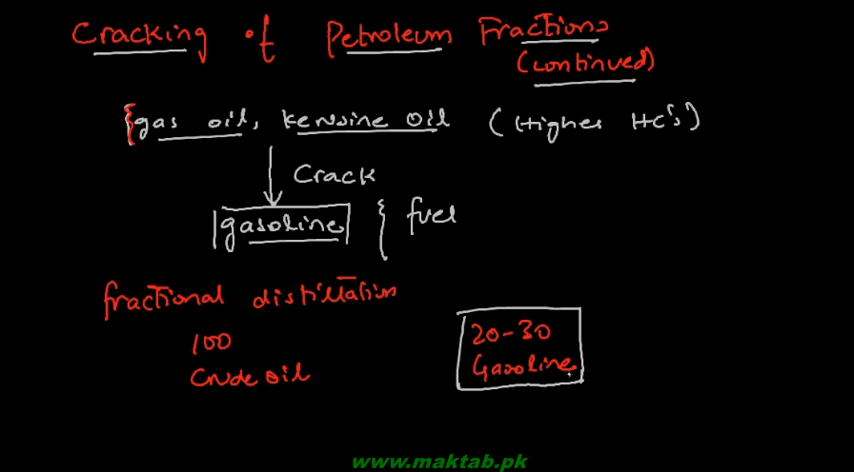 Cracking of Petroleum Fractions
(continued)
{gas oil, kerosine oil (Higher HC's)
Crack
gasoline { fuel
fractional distillation
100
Crude oil
20-30
Gasoline
www.maktab.pk